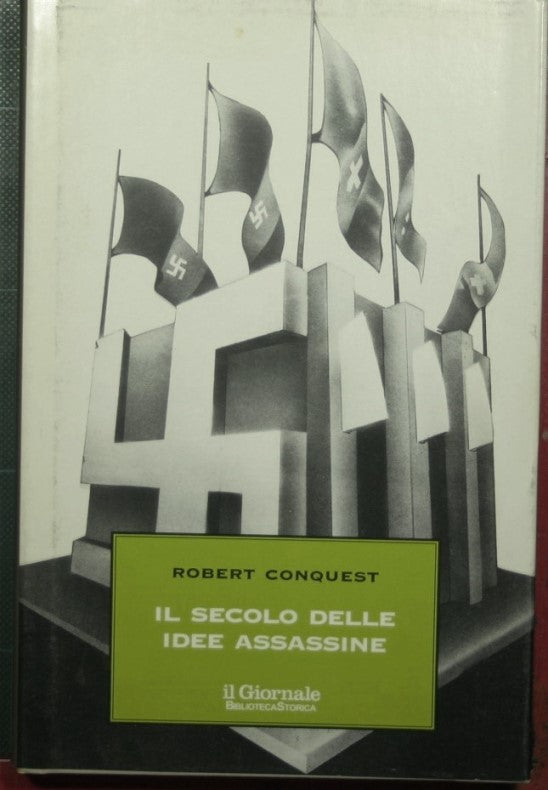 ROBERT CONQUEST
IL SECOLO DELLE
IDEE ASSASSINE
il Giornale
BIBLIOTECASTORICA